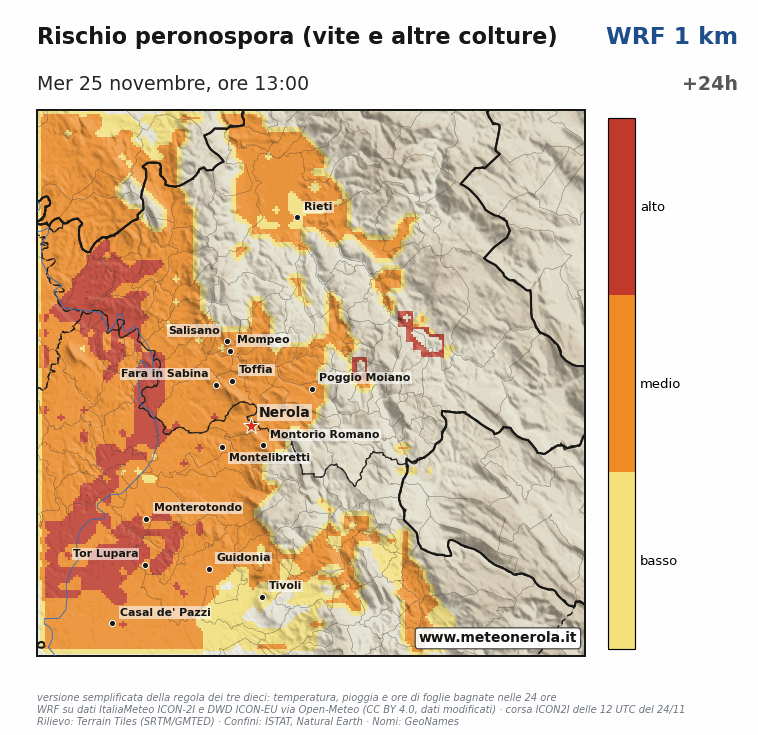 Rischio peronospora (vite e altre colture)
WRF 1 km
Mer 25 novembre, ore 13:00
+24h
Rieti
alto
Salisano
Mompeo
Fara in Sabina
Toffia
Poggio Moiano
medio
Nerola
Montorio Romano
Montelibretti
Monterotondo
Tor Lupara
Guidonia
basso
Tivoli
Casal de' Pazzi
www.meteonerola.it
versione semplificata della regola dei tre dieci: temperatura, pioggia e ore di foglie bagnate nelle 24 ore
WRF su dati ItaliaMeteo ICON-2I e DWD ICON-EU via Open-Meteo (CC BY 4.0, dati modificati) · corsa ICON2I delle 12 UTC del 24/11
Rilievo: Terrain Tiles (SRTM/GMTED) · Confini: ISTAT, Natural Earth · Nomi: GeoNames